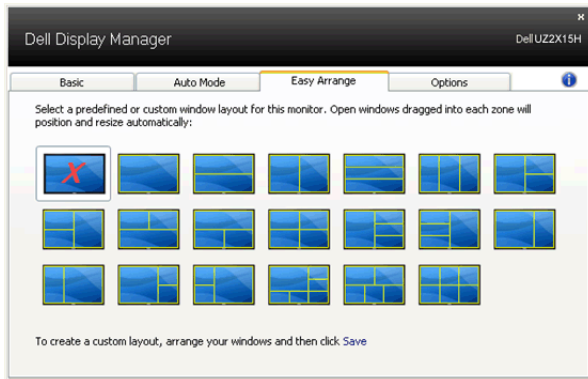 Dell Display Manager
Dell UZ2X15H
Basic
Auto Mode
Easy Arrange
Options
Select a predefined or custom window layout for this monitor. Open windows dragged into each zone will
position and resize automatically:
To create a custom layout, arrange your windows and then click Save